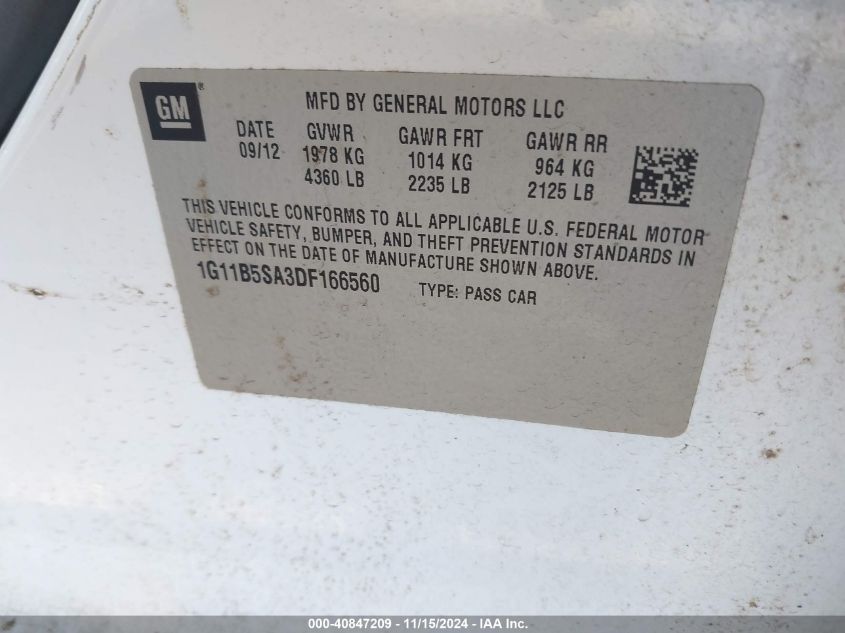 GM®
MFD BY GENERAL MOTORS LLC
DATE GVWR GAWR FRT GAWR RR
09/12 1978 KG 1014 KG 964 KG
4360 LB 2235 LB 2125 LB
THIS VEHICLE CONFORMS TO ALL APPLICABLE U.S. FEDERAL MOTOR
VEHICLE SAFETY, BUMPER, AND THEFT PREVENTION STANDARDS IN
EFFECT ON THE DATE OF MANUFACTURE SHOWN ABOVE.
1G11B5SA3DF166560 TYPE: PASS CAR
000-40847209 - 11/15/2024 - IAA Inc.